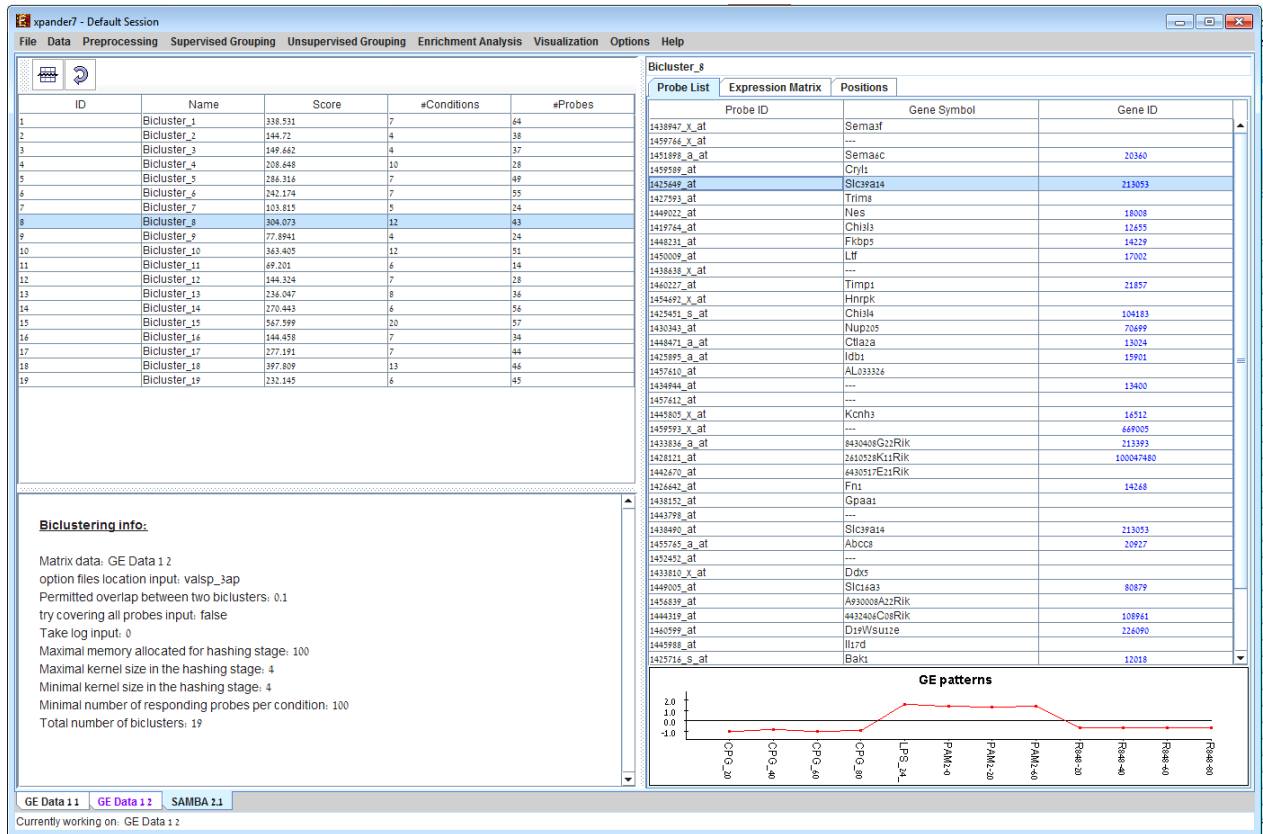 xpander7 - Default Session
File Data Preprocessing Supervised Grouping Unsupervised Grouping Enrichment Analysis Visualization Options Help
ID Name Score #Conditions #Probes
1 Bicluster_1 338.531 7 64
2 Bicluster_2 144.72 4 38
3 Bicluster_3 149.662 4 37
4 Bicluster_4 208.648 10 28
5 Bicluster_5 286.316 7 49
6 Bicluster_6 242.174 7 55
7 Bicluster_7 103.815 5 24
8 Bicluster_8 304.073 12 43
9 Bicluster_9 77.8941 4 24
10 Bicluster_10 363.405 12 51
11 Bicluster_11 69.201 6 14
12 Bicluster_12 144.324 7 28
13 Bicluster_13 236.047 8 36
14 Bicluster_14 270.443 6 56
15 Bicluster_15 567.599 20 57
16 Bicluster_16 144.458 7 34
17 Bicluster_17 277.191 7 44
18 Bicluster_18 397.809 13 46
19 Bicluster_19 232.145 6 45
Biclustering info:
Matrix data: GE Data 1 2
option files location input: valsp_3ap
Permitted overlap between two biclusters: 0.1
try covering all probes input: false
Take log input: 0
Maximal memory allocated for hashing stage: 100
Maximal kernel size in the hashing stage: 4
Minimal kernel size in the hashing stage: 4
Minimal number of responding probes per condition: 100
Total number of biclusters: 19
Bicluster_8
Probe List Expression Matrix Positions
Probe ID Gene Symbol Gene ID
1438947_x_at Sema3f
1459766_x_at ---
1451898_a_at Sema6c 20360
1459589_at Cryl1
1425649_at Slc39a14 213053
1427593_at Trim8
1449022_at Nes 18008
1419764_at Chi3l3 12655
1448231_at Fkbp5 14229
1450009_at Ltf 17002
1438638_x_at ---
1460227_at Timp1 21857
1454692_x_at Hnrpk
1425451_s_at Chi3l4 104183
1430343_at Nup205 70699
1448471_a_at Ctla2a 13024
1425895_a_at Idb1 15901
1457610_at AL033326
1434944_at --- 13400
1457612_at ---
1445805_x_at Kcnh3 16512
1459593_x_at --- 669005
1433836_a_at 8430408G22Rik 213393
1428121_at 2610528K11Rik 100047480
1442670_at 6430517E21Rik
1426642_at Fn1 14268
1438152_at Gpaa1
1443798_at ---
1438490_at Slc39a14 213053
1455765_a_at Abcc8 20927
1452452_at ---
1433810_x_at Ddx5
1449005_at Slc16a3 80879
1456839_at A930008A22Rik
1444319_at 4432406C08Rik 108961
1460599_at D19Wsu12e 226090
1445988_at Il17d
1425716_s_at Bak1 12018
GE patterns
2.0
1.0
0.0
-1.0
CPG_20 CPG_40 CPG_60 CPG_80 LPS_24_ PAM2-0 PAM2-20 PAM2-60 R848-20 R848-40 R848-60 R848-80
GE Data 1 1 GE Data 1 2 SAMBA 2.1
Currently working on: GE Data 1 2